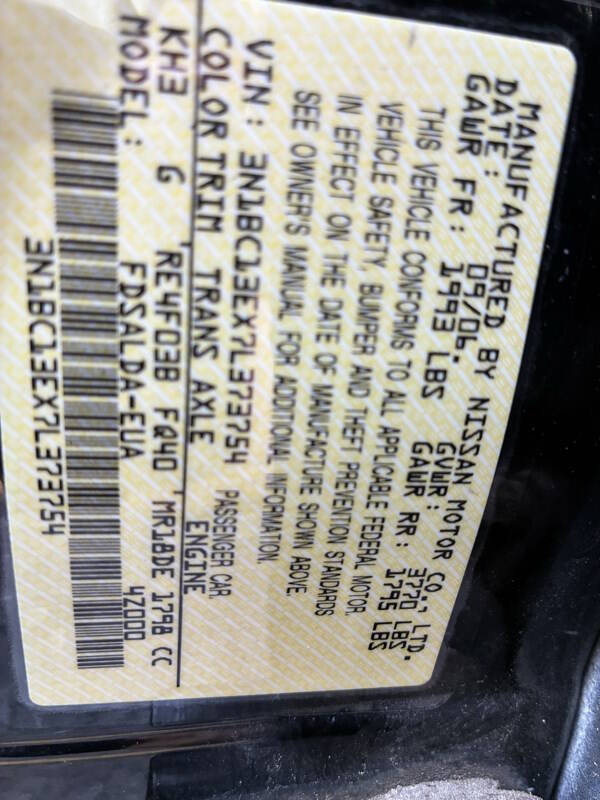 MANUFACTURED BY NISSAN MOTOR CO., LTD.
DATE: 09/06. GVWR: 3770 LBS
GAWR FR: 1993 LBS GAWR RR: 1795 LBS
THIS VEHICLE CONFORMS TO ALL APPLICABLE FEDERAL MOTOR
VEHICLE SAFETY, BUMPER AND THEFT PREVENTION STANDARDS
IN EFFECT ON THE DATE OF MANUFACTURE SHOWN ABOVE.
SEE OWNER'S MANUAL FOR ADDITIONAL INFORMATION.
VIN: 3N1BC13EX7L373754 PASSENGER CAR
COLOR TRIM TRANS AXLE ENGINE
KH3 G RE4F03B FQ40 MR18DE 1798 CC
MODEL: FDSALDA-EUA 4Z000
3N1BC13EX7L373754